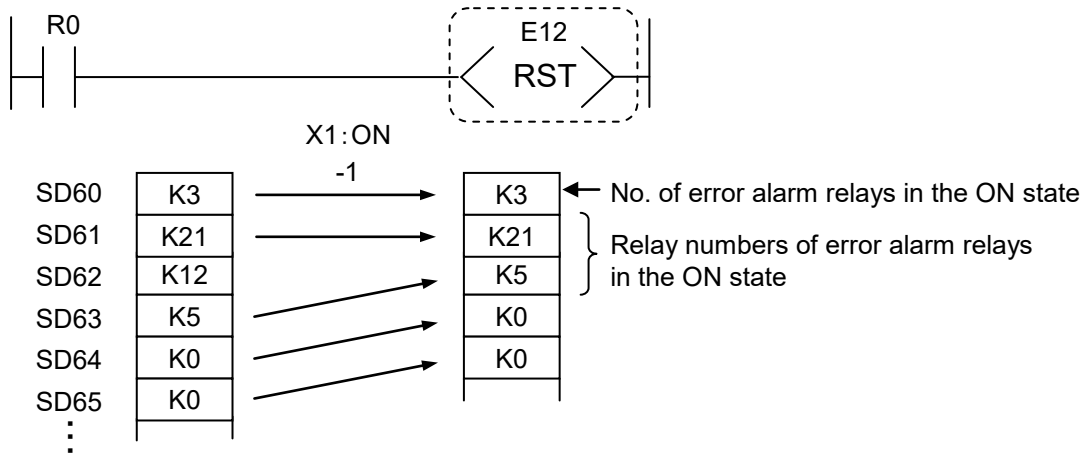 R0
E12
RST
X1:ON
-1
SD60 K3 K3 No. of error alarm relays in the ON state
SD61 K21 K21 Relay numbers of error alarm relays
SD62 K12 K5 in the ON state
SD63 K5 K0
SD64 K0 K0
SD65 K0